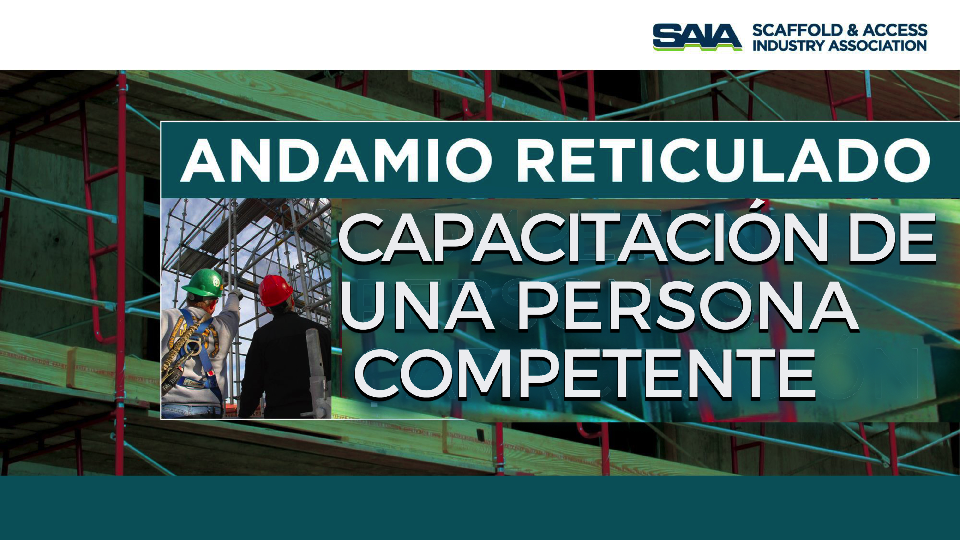 SAIA SCAFFOLD & ACCESS
INDUSTRY ASSOCIATION
ANDAMIO RETICULADO
CAPACITACIÓN DE
UNA PERSONA
COMPETENTE